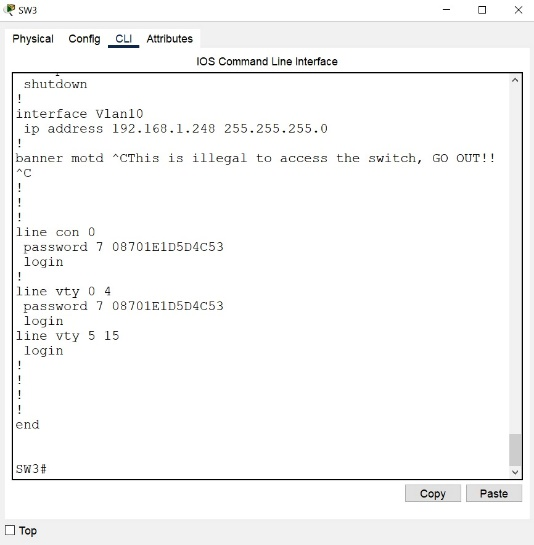 SW3
Physical Config CLI Attributes
IOS Command Line Interface
shutdown
!
interface Vlan10
ip address 192.168.1.248 255.255.255.0
!
banner motd ^CThis is illegal to access the switch, GO OUT!!
^C
!
!
!
line con 0
password 7 08701E1D5D4C53
login
!
line vty 0 4
password 7 08701E1D5D4C53
login
line vty 5 15
login
!
!
!
!
end
SW3#
Copy Paste
Top